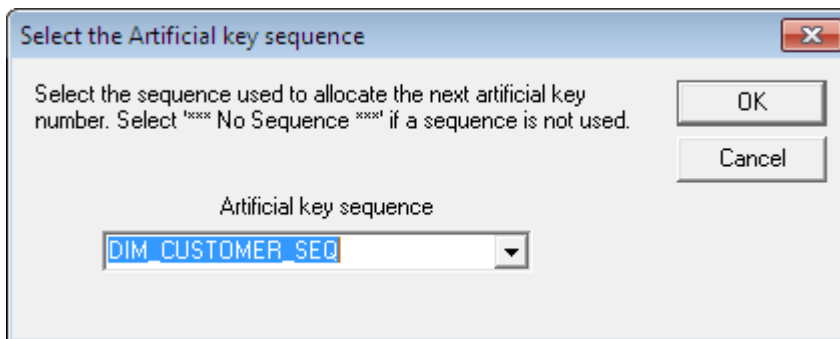 Select the Artificial key sequence
Select the sequence used to allocate the next artificial key
number. Select '*** No Sequence ***' if a sequence is not used.
OK
Cancel
Artificial key sequence
DIM_CUSTOMER_SEQ